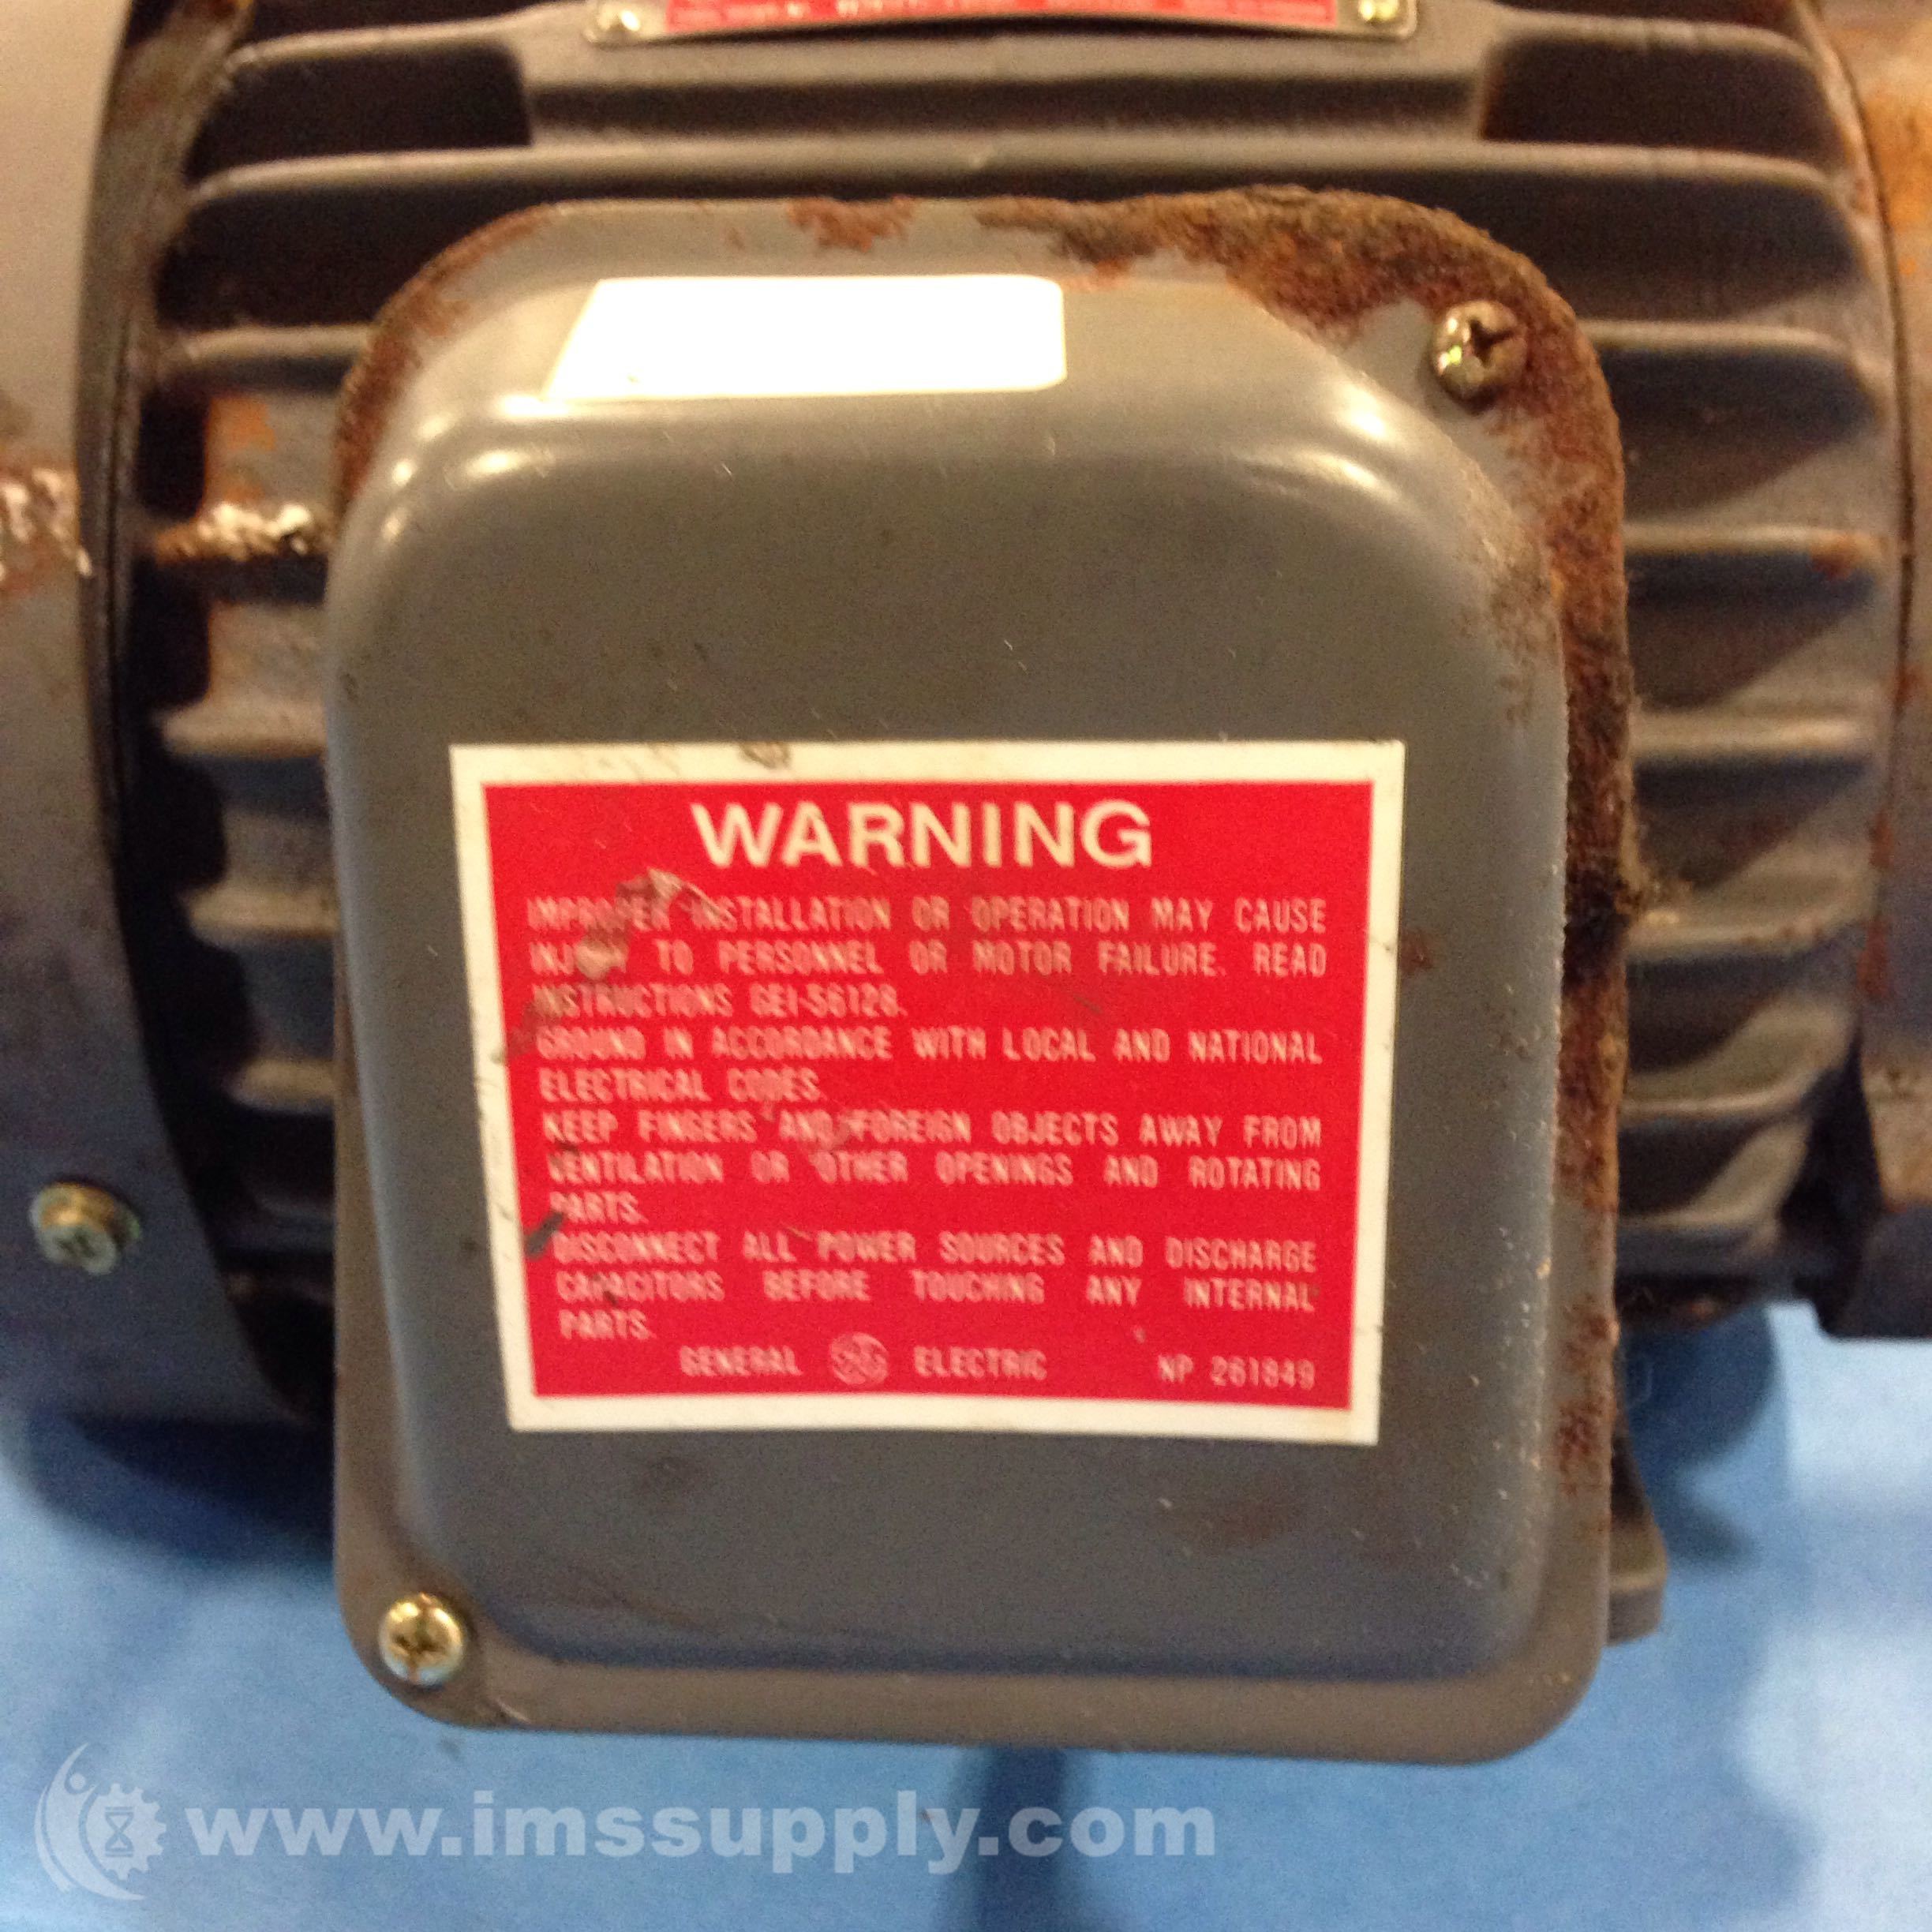 WARNING
IMPROPER INSTALLATION OR OPERATION MAY CAUSE
INJURY TO PERSONNEL OR MOTOR FAILURE. READ
INSTRUCTIONS GEI-56128.
GROUND IN ACCORDANCE WITH LOCAL AND NATIONAL
ELECTRICAL CODES.
KEEP FINGERS AND FOREIGN OBJECTS AWAY FROM
VENTILATION OR OTHER OPENINGS AND ROTATING
PARTS.
DISCONNECT ALL POWER SOURCES AND DISCHARGE
CAPACITORS BEFORE TOUCHING ANY INTERNAL
PARTS.
GENERAL GE ELECTRIC NP 261849
www.imssupply.com